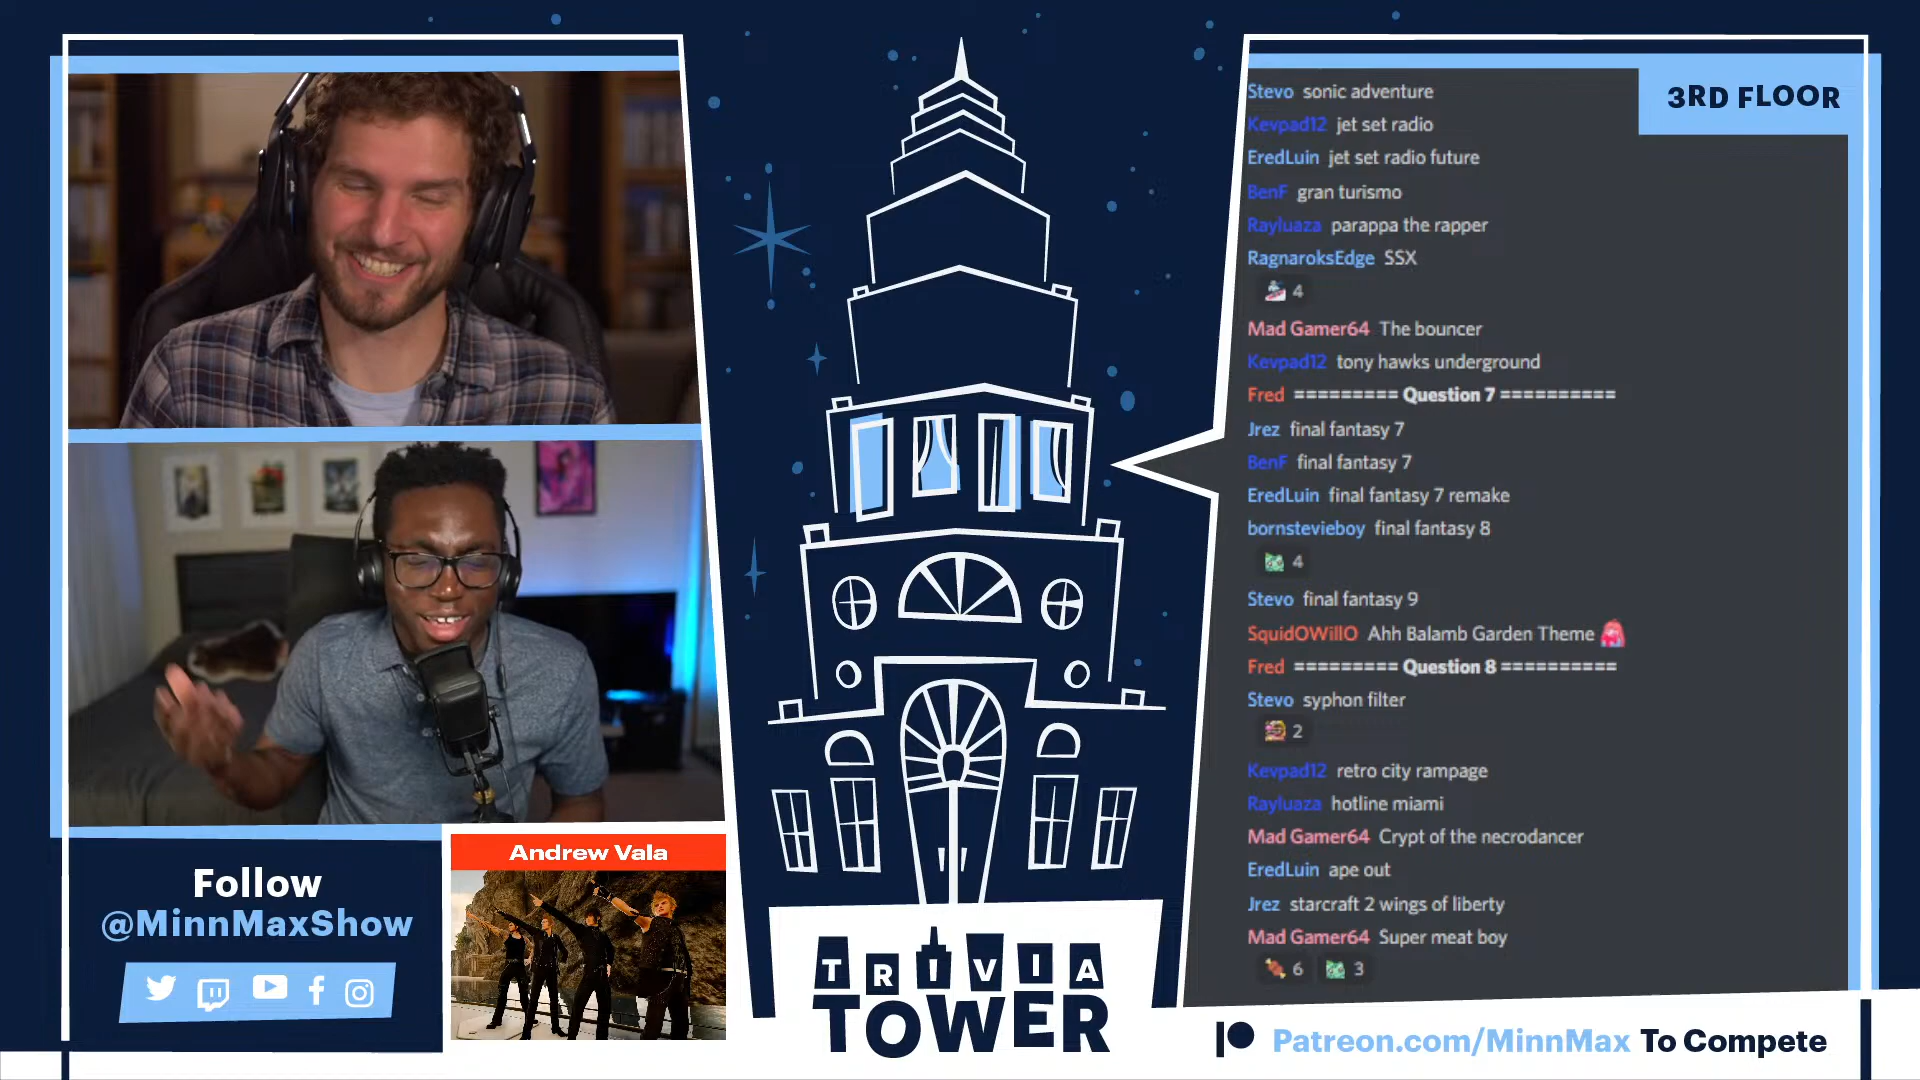 3RD FLOOR
Stevo sonic adventure
Kevpad12 jet set radio
EredLuin jet set radio future
BenF gran turismo
Rayluaza parappa the rapper
RagnaroksEdge SSX
4
Mad Gamer64 The bouncer
Kevpad12 tony hawks underground
Fred ========= Question 7 ==========
Jrez final fantasy 7
BenF final fantasy 7
EredLuin final fantasy 7 remake
bornstevieboy final fantasy 8
4
Stevo final fantasy 9
SquidOWillO Ahh Balamb Garden Theme
Fred ========= Question 8 ==========
Stevo syphon filter
2
Kevpad12 retro city rampage
Rayluaza hotline miami
Mad Gamer64 Crypt of the necrodancer
EredLuin ape out
Jrez starcraft 2 wings of liberty
Mad Gamer64 Super meat boy
6 3
Follow
@MinnMaxShow
Andrew Vala
TRIVIA
TOWER
Patreon.com/MinnMax To Compete